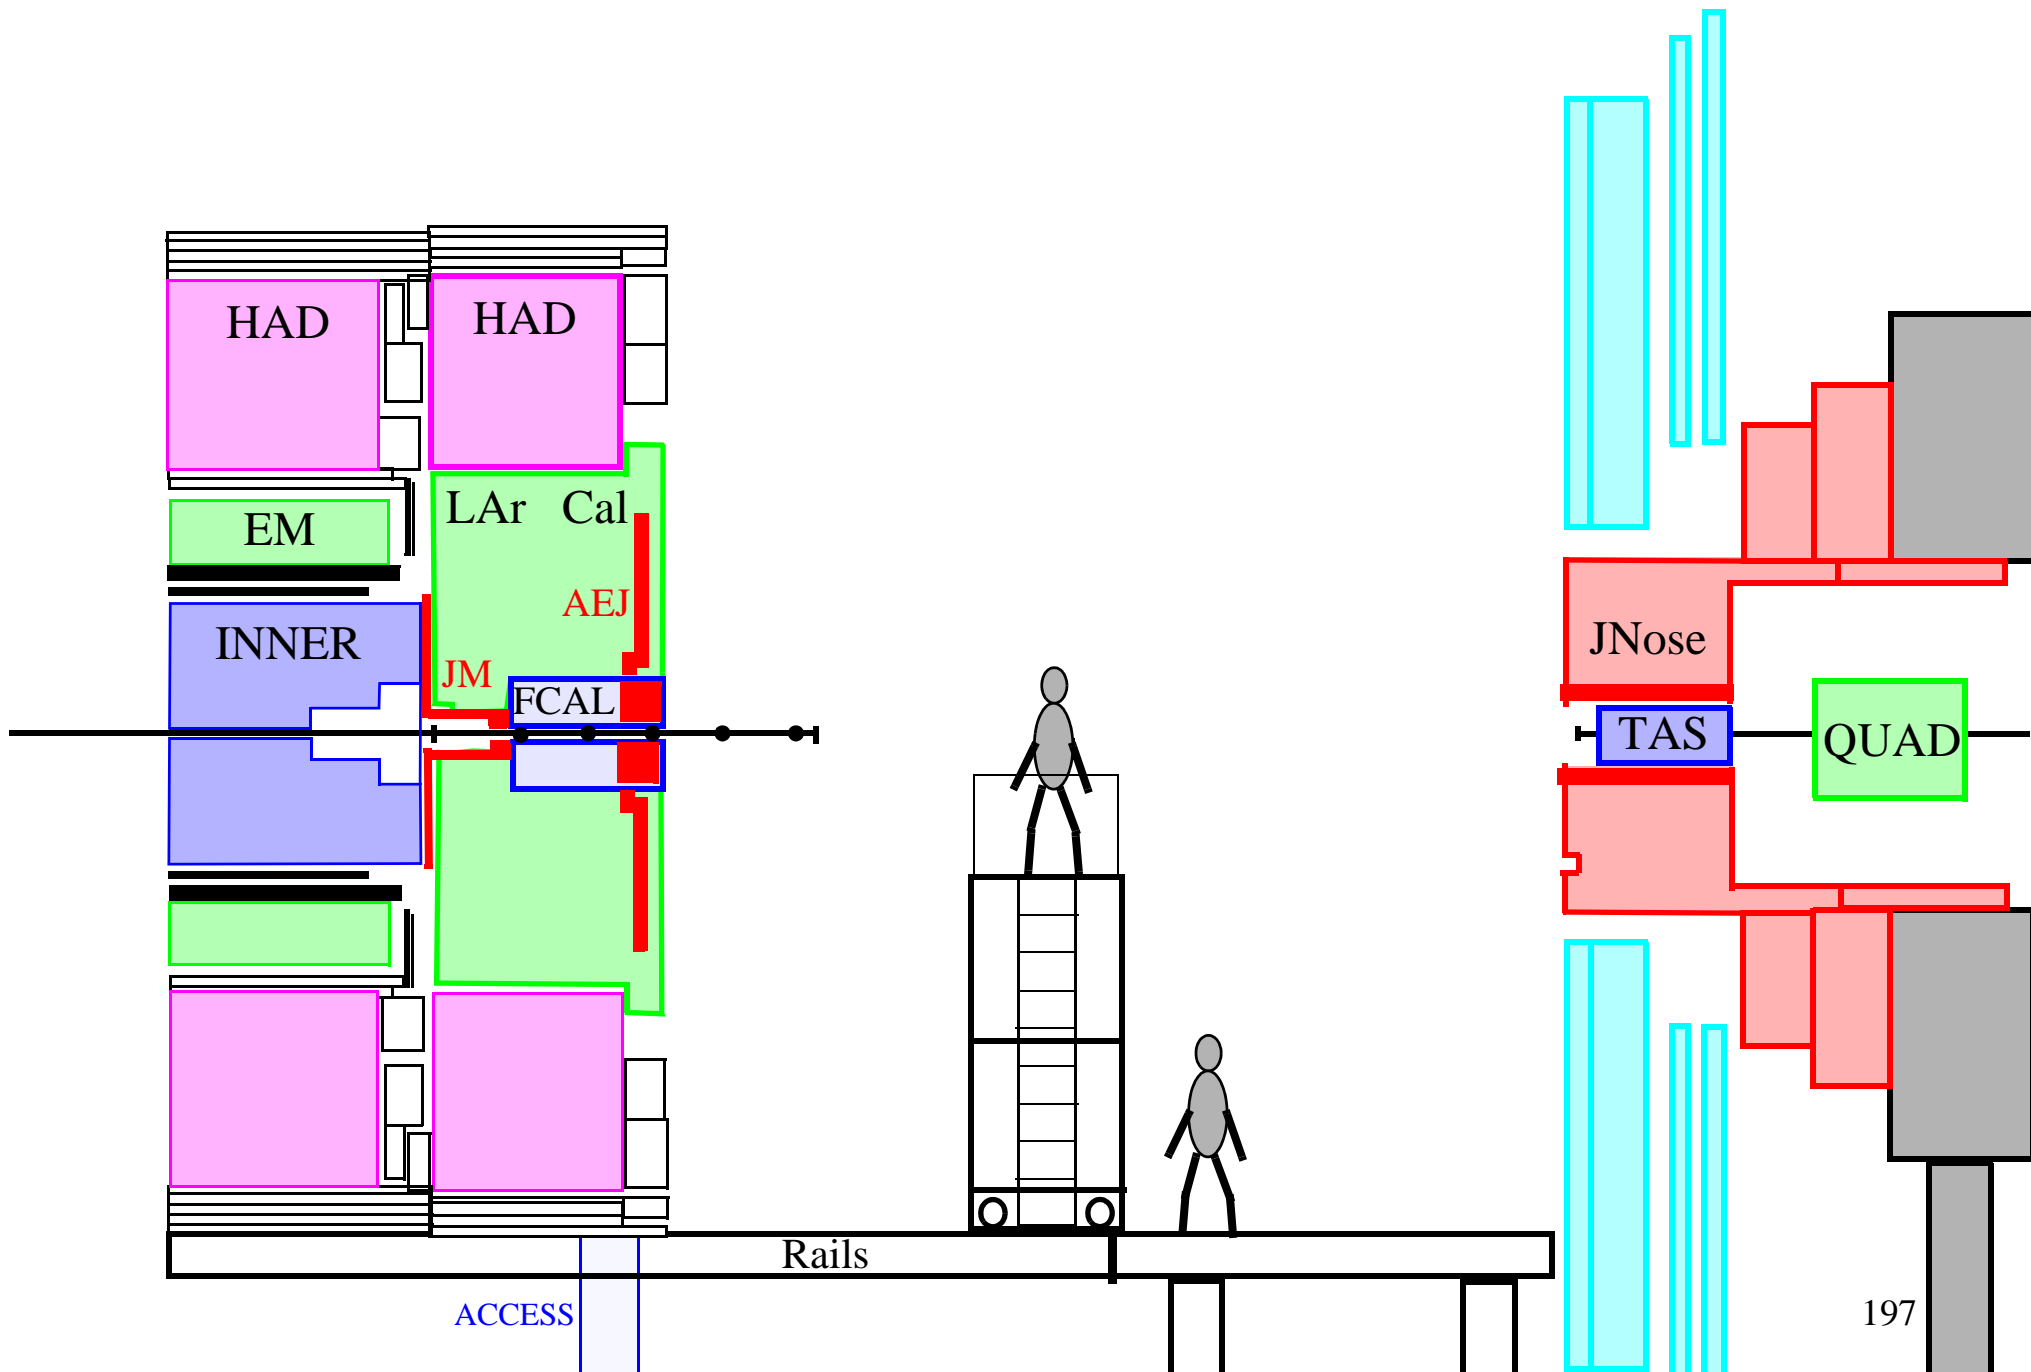 HAD
HAD
LAr Cal
EM
AEJ
INNER
JNose
JM
FCAL
TAS
QUAD
Rails
ACCESS
197